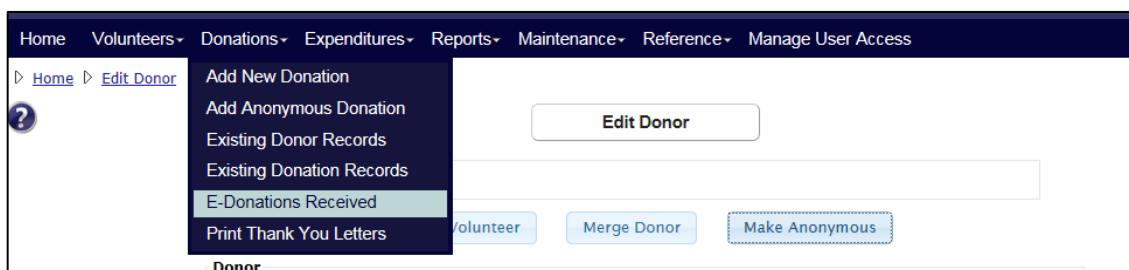 Home Volunteers Donations Expenditures Reports Maintenance Reference Manage User Access
Home Edit Donor
Add New Donation
Add Anonymous Donation
Existing Donor Records
Existing Donation Records
E-Donations Received
Print Thank You Letters
?
Edit Donor
Volunteer Merge Donor Make Anonymous
Donor